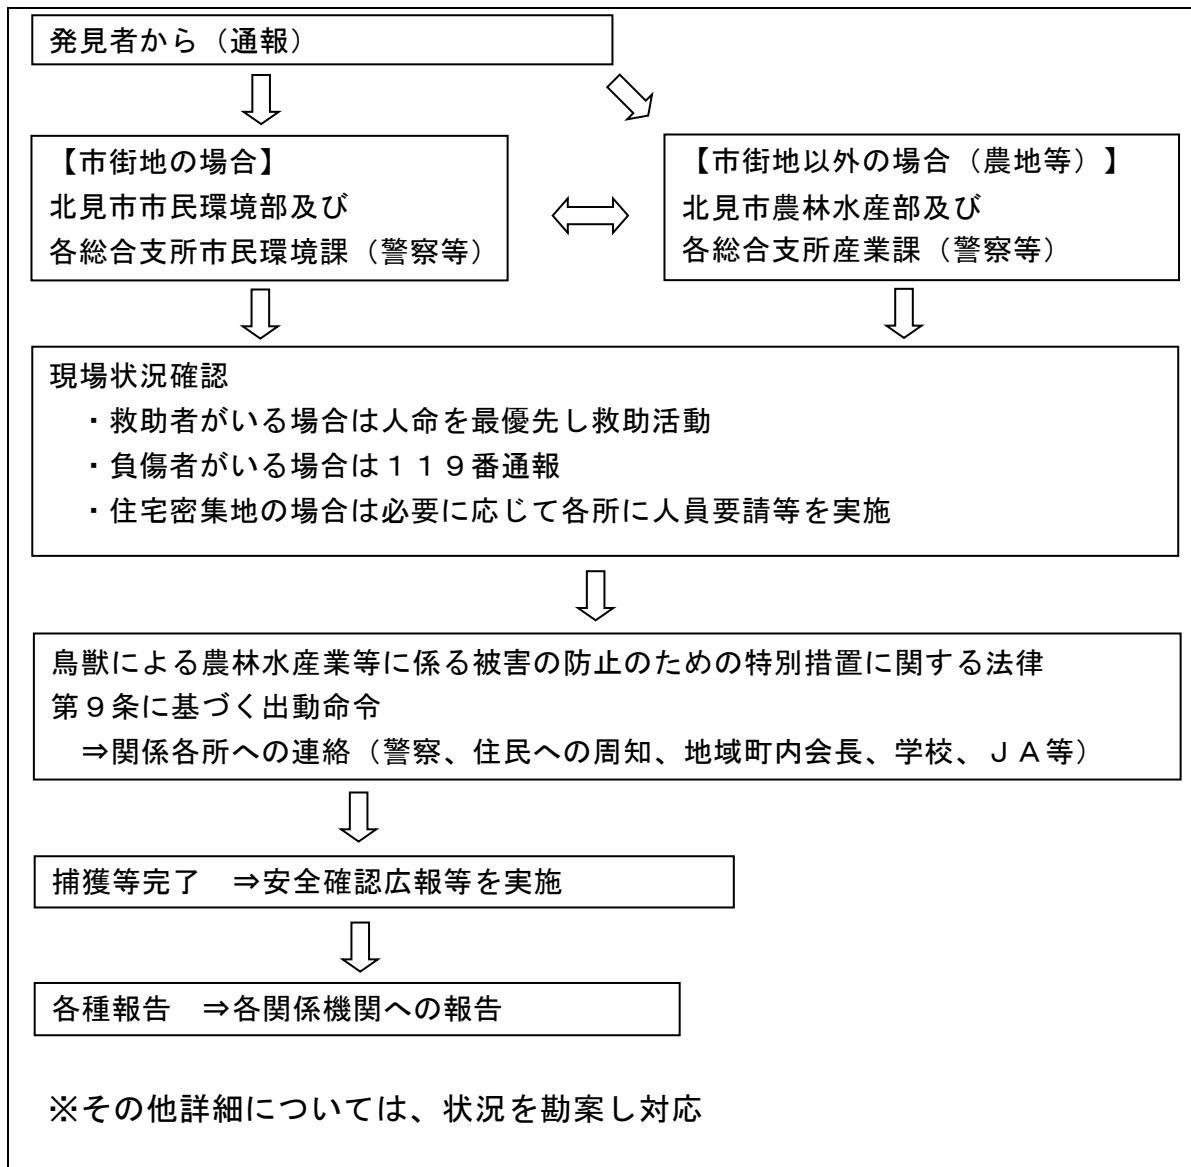 発見者から（通報）
【市街地の場合】
北見市市民環境部及び
各総合支所市民環境課（警察等）
【市街地以外の場合（農地等）】
北見市農林水産部及び
各総合支所産業課（警察等）
現場状況確認
・救助者がいる場合は人命を最優先し救助活動
・負傷者がいる場合は１１９番通報
・住宅密集地の場合は必要に応じて各所に人員要請等を実施
鳥獣による農林水産業等に係る被害の防止のための特別措置に関する法律
第９条に基づく出動命令
⇒関係各所への連絡（警察、住民への周知、地域町内会長、学校、ＪＡ等）
捕獲等完了　⇒安全確認広報等を実施
各種報告　⇒各関係機関への報告
※その他詳細については、状況を勘案し対応